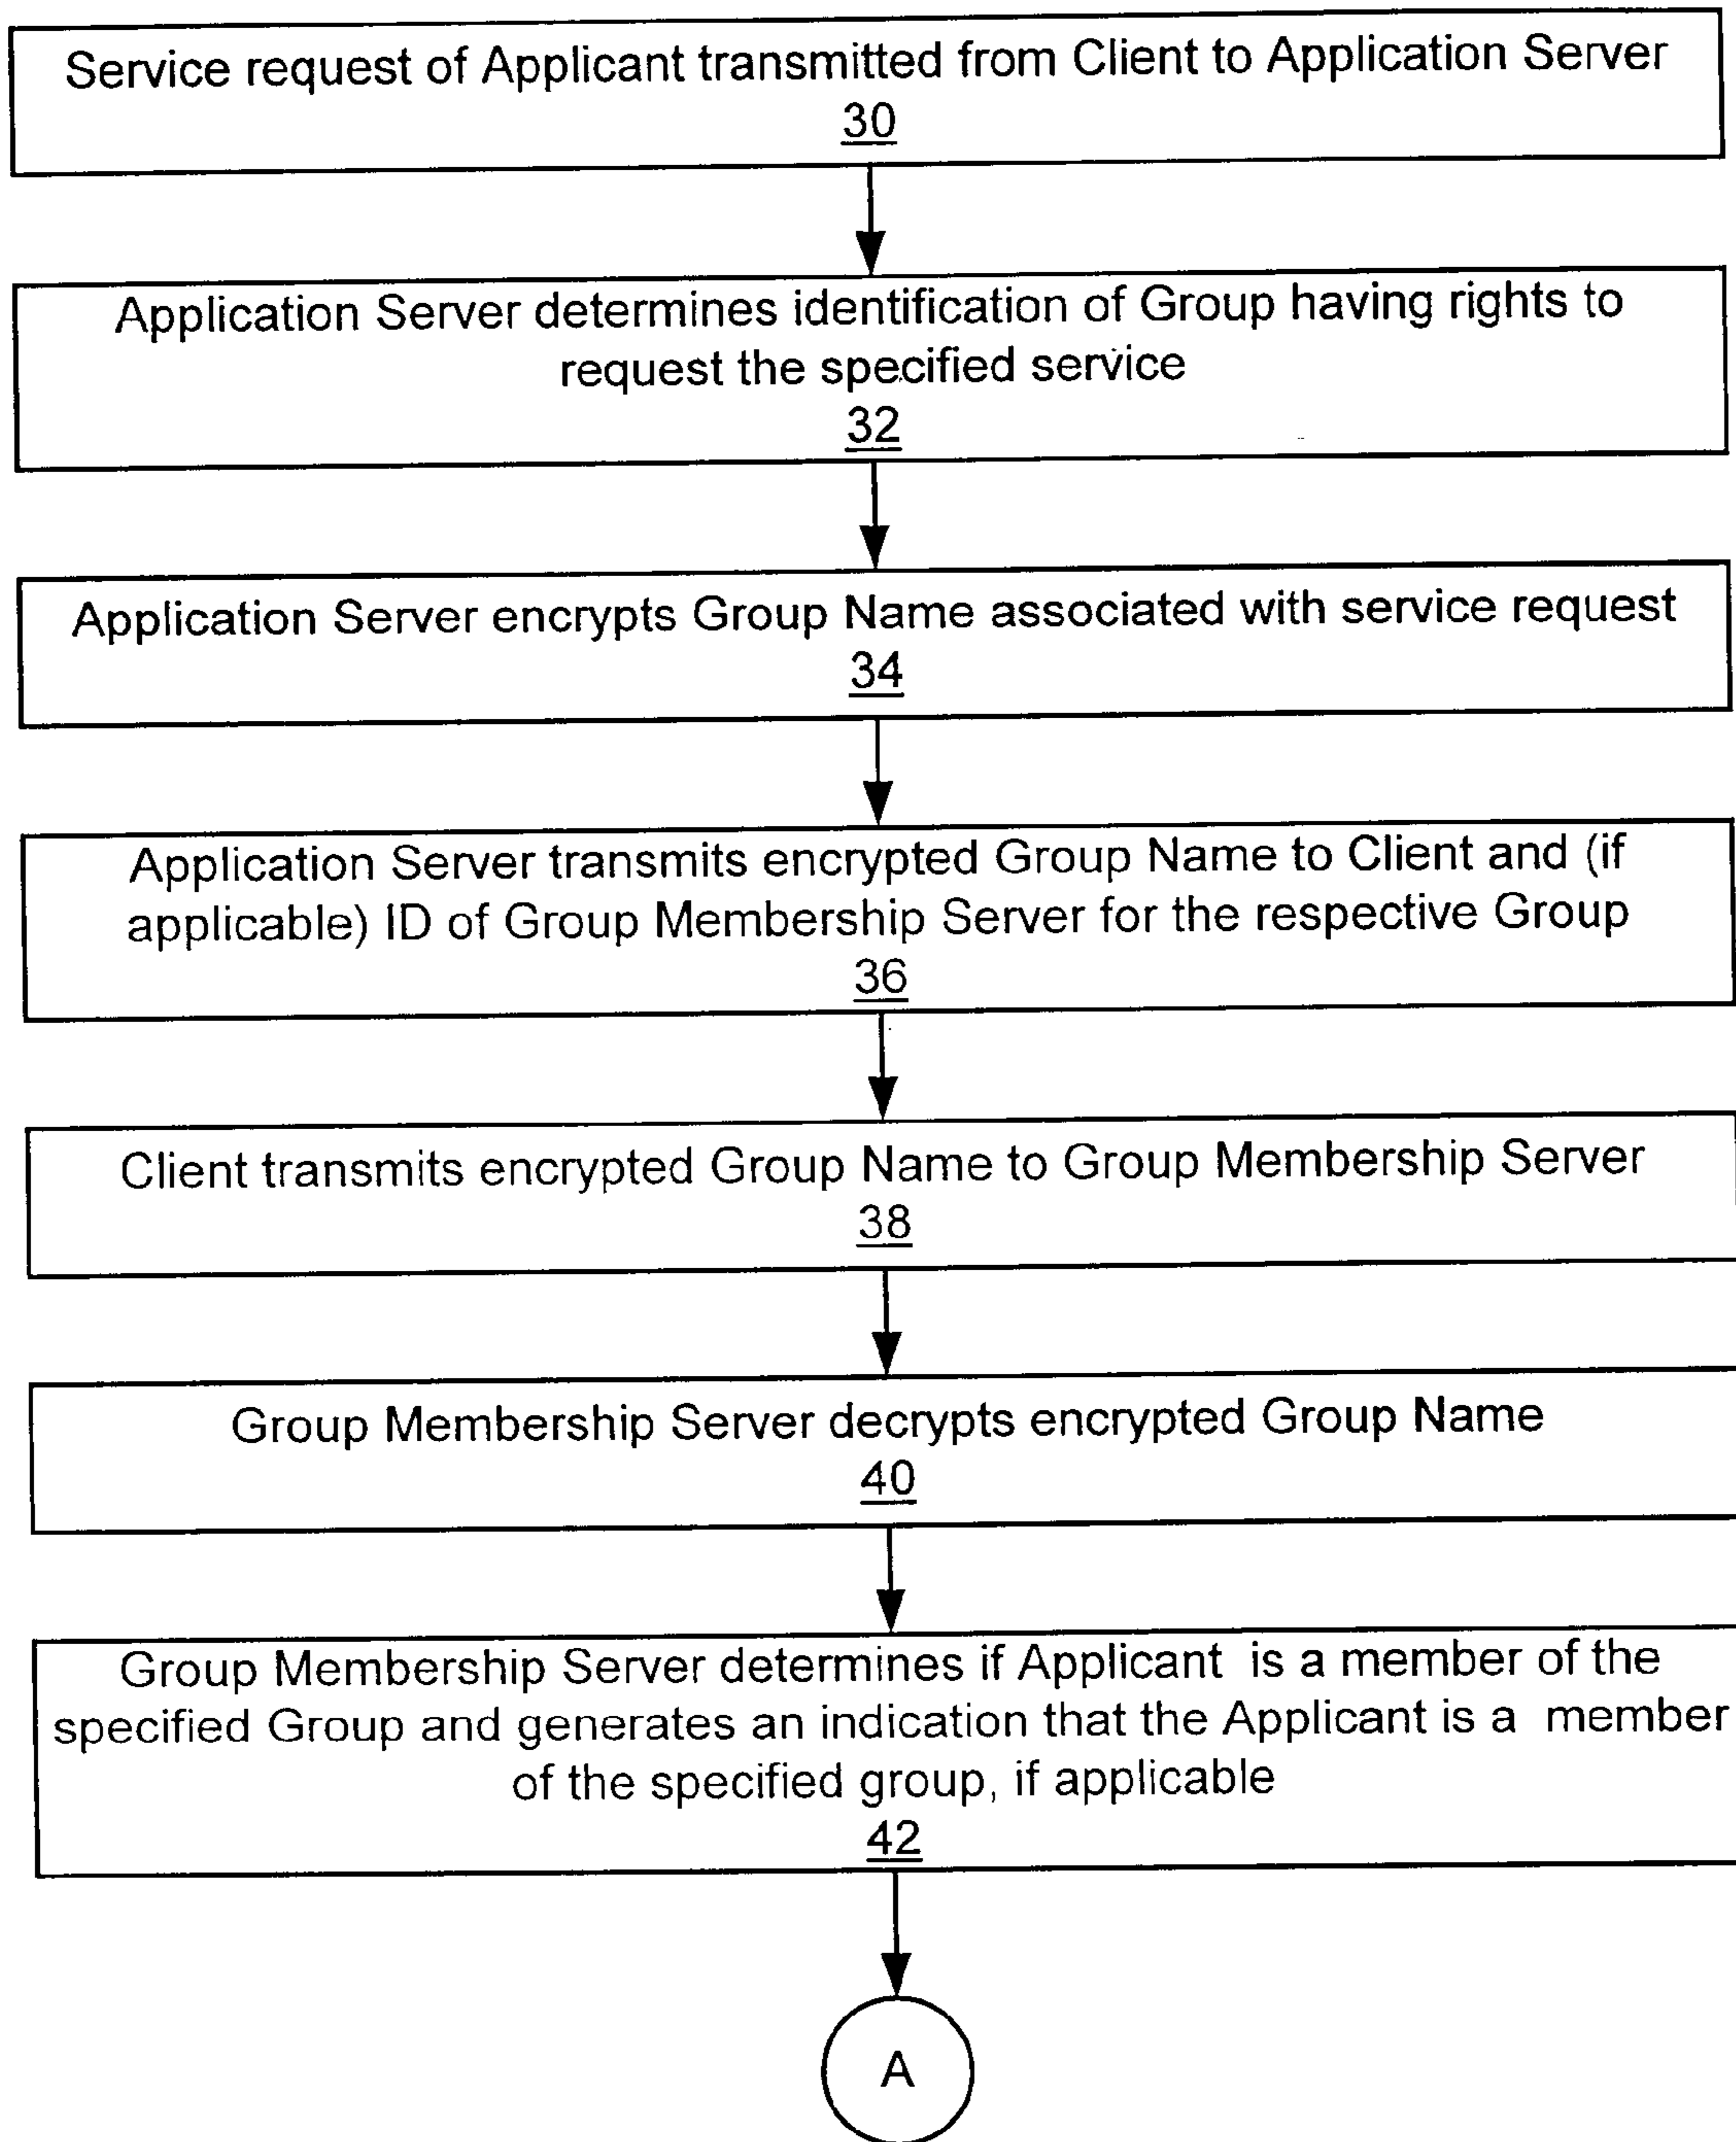 Service request of Applicant transmitted from Client to Application Server
30
Application Server determines identification of Group having rights to
request the specified service
32
Application Server encrypts Group Name associated with service request
34
Application Server transmits encrypted Group Name to Client and (if
applicable) ID of Group Membership Server for the respective Group
36
Client transmits encrypted Group Name to Group Membership Server
38
Group Membership Server decrypts encrypted Group Name
40
Group Membership Server determines if Applicant is a member of the
specified Group and generates an indication that the Applicant is a member
of the specified group, if applicable
42
A